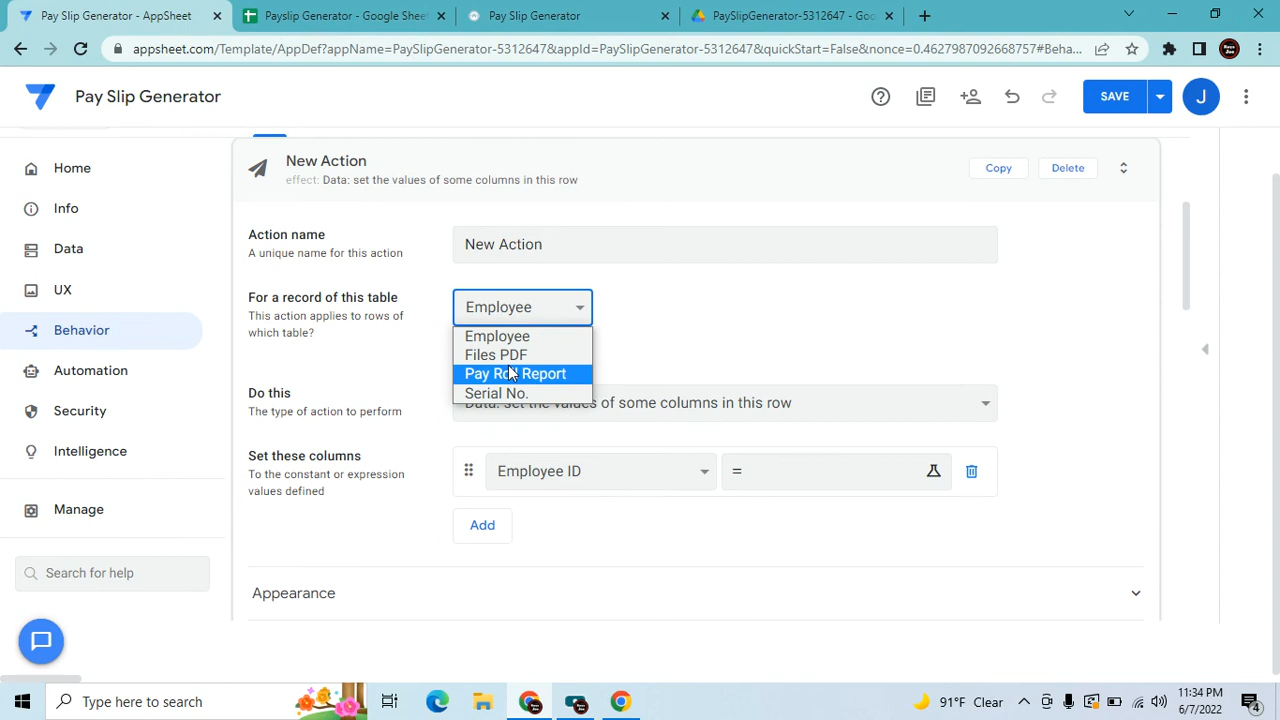 Pay Slip Generator - AppSheet
Payslip Generator - Google Shee
Pay Slip Generator
PaySlipGenerator-5312647 - Goo
appsheet.com/Template/AppDef?appName=PaySlipGenerator-5312647&appId=PaySlipGenerator-5312647&quickStart=False&nonce=0.4627987092668757#Beha...
Pay Slip Generator
SAVE
J
Home
Info
Data
UX
Behavior
Automation
Security
Intelligence
Manage
Search for help
New Action
effect: Data: set the values of some columns in this row
Copy
Delete
Action name
A unique name for this action
New Action
For a record of this table
This action applies to rows of
which table?
Employee
Employee
Files PDF
Pay Roll Report
Serial No.
Do this
The type of action to perform
Data: set the values of some columns in this row
Set these columns
To the constant or expression
values defined
Employee ID
=
Add
Appearance
Type here to search
91°F Clear
11:34 PM
6/7/2022
4